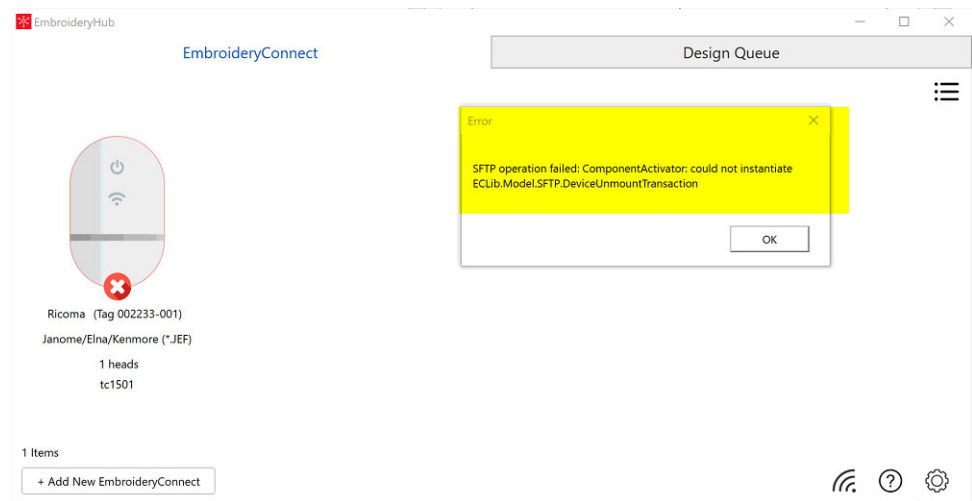 EmbroideryHub
EmbroideryConnect
Design Queue
Error
SFTP operation failed: ComponentActivator: could not instantiate
ECLib.Model.SFTP.DeviceUnmountTransaction
OK
Ricoma (Tag 002233-001)
Janome/Elna/Kenmore (*.JEF)
1 heads
tc1501
1 Items
+ Add New EmbroideryConnect